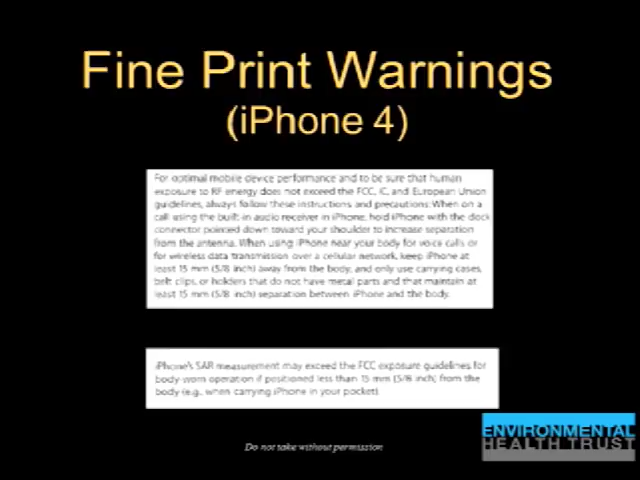 Fine Print Warnings
(iPhone 4)
For optimal mobile device performance and to be sure that human
exposure to RF energy does not exceed the FCC, IC, and European Union
guidelines, always follow these instructions and precautions: When on a
call using the built-in audio receiver in iPhone, hold iPhone with the dock
connector pointed down toward your shoulder to increase separation
from the antenna. When using iPhone near your body for voice calls or
for wireless data transmission over a cellular network, keep iPhone at
least 15 mm (5/8 inch) away from the body, and only use carrying cases,
belt clips, or holders that do not have metal parts and that maintain at
least 15 mm (5/8 inch) separation between iPhone and the body.
iPhone's SAR measurement may exceed the FCC exposure guidelines for
body-worn operation if positioned less than 15 mm (5/8 inch) from the
body (e.g., when carrying iPhone in your pocket).
ENVIRONMENTAL
HEALTH TRUST
Do not take without permission